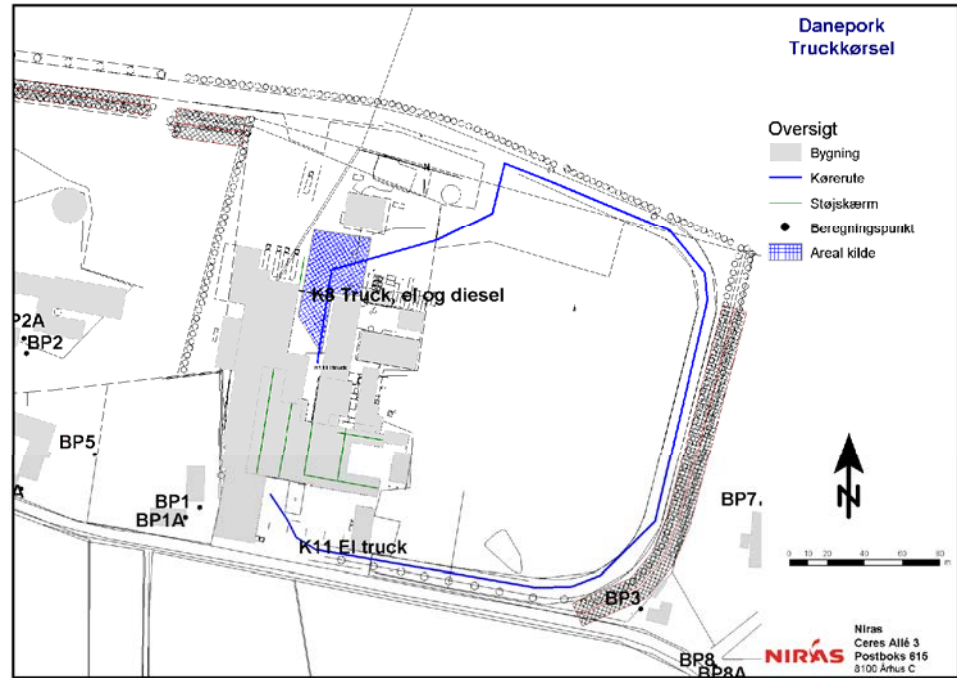 Danepork
Truckkørsel
Oversigt
Bygning
Kørerute
Støjskærm
Beregningspunkt
Areal kilde
K8 Truck, el og diesel
P2A
BP2
BP5
BP1
BP1A
K11 El truck
BP7
BP3
BP8
BP8A
N
0 10 20 40 60 80
m
NIRAS
Niras
Ceres Allé 3
Postboks 615
8100 Århus C